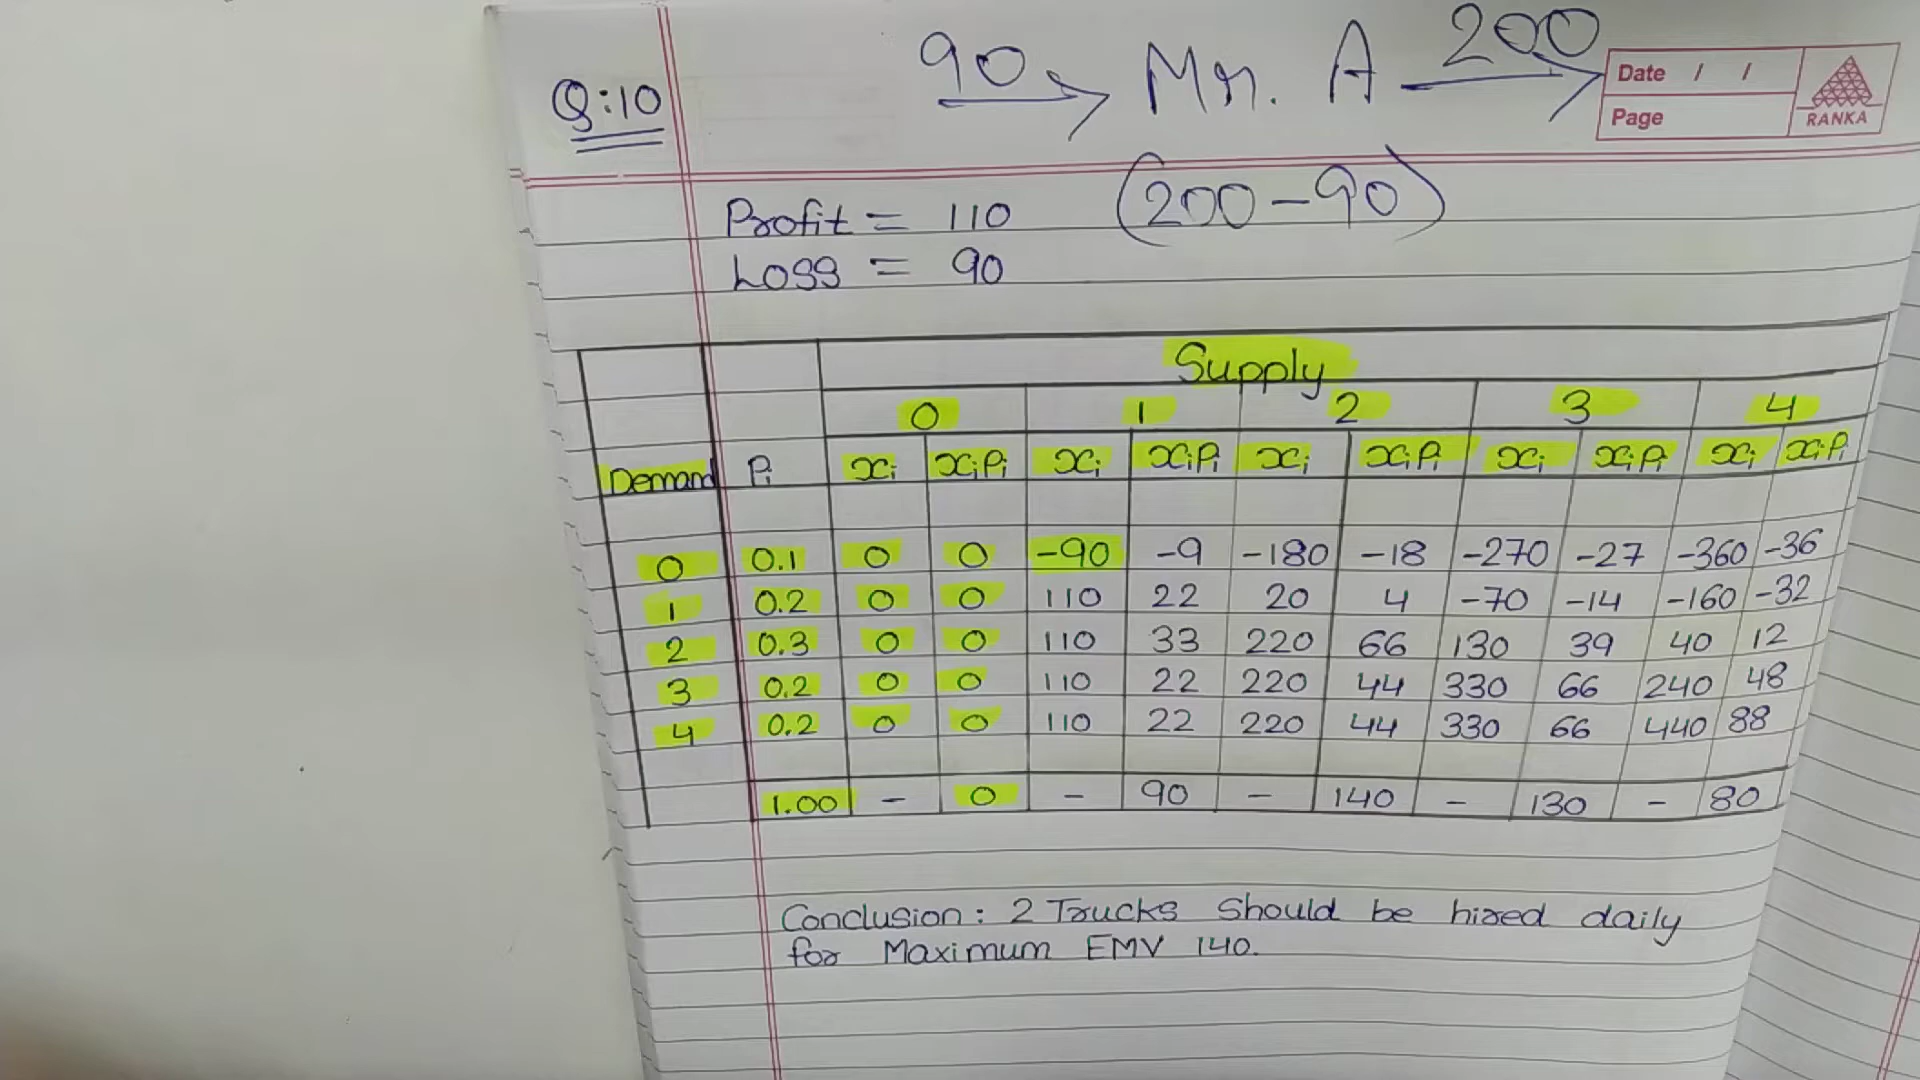 Q:10
90 → Mr. A 200 →
Date / /
Page
RANKA
Profit = 110 (200-90)
Loss = 90
Supply
0 1 2 3 4
Demand Pi xi xiPi xi xiPi xi xiPi xi xiPi xi xiPi
0 0.1 0 0 -90 -9 -180 -18 -270 -27 -360 -36
1 0.2 0 0 110 22 20 4 -70 -14 -160 -32
2 0.3 0 0 110 33 220 66 130 39 40 12
3 0.2 0 0 110 22 220 44 330 66 240 48
4 0.2 0 0 110 22 220 44 330 66 440 88
1.00 - 0 - 90 - 140 - 130 - 80
Conclusion: 2 Trucks should be hired daily
for Maximum EMV 140.